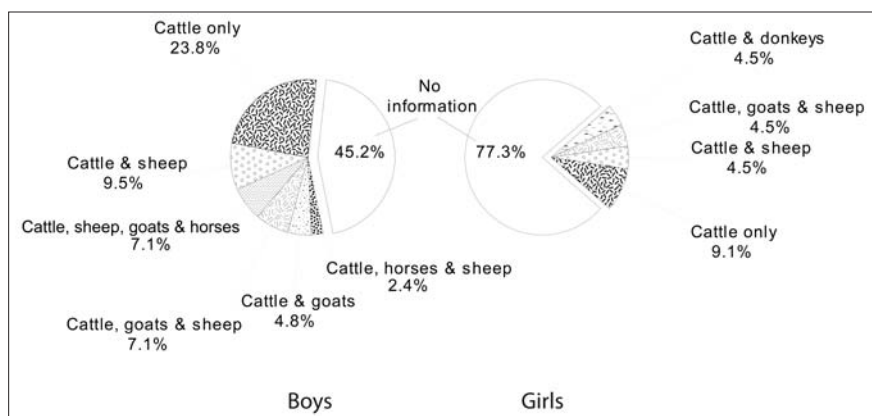 Cattle only
23.8%
No
information
45.2%
Cattle & sheep
9.5%
Cattle, sheep, goats & horses
7.1%
Cattle, goats & sheep
7.1%
Cattle & goats
4.8%
Cattle, horses & sheep
2.4%
Boys
77.3%
Cattle & donkeys
4.5%
Cattle, goats & sheep
4.5%
Cattle & sheep
4.5%
Cattle only
9.1%
Girls